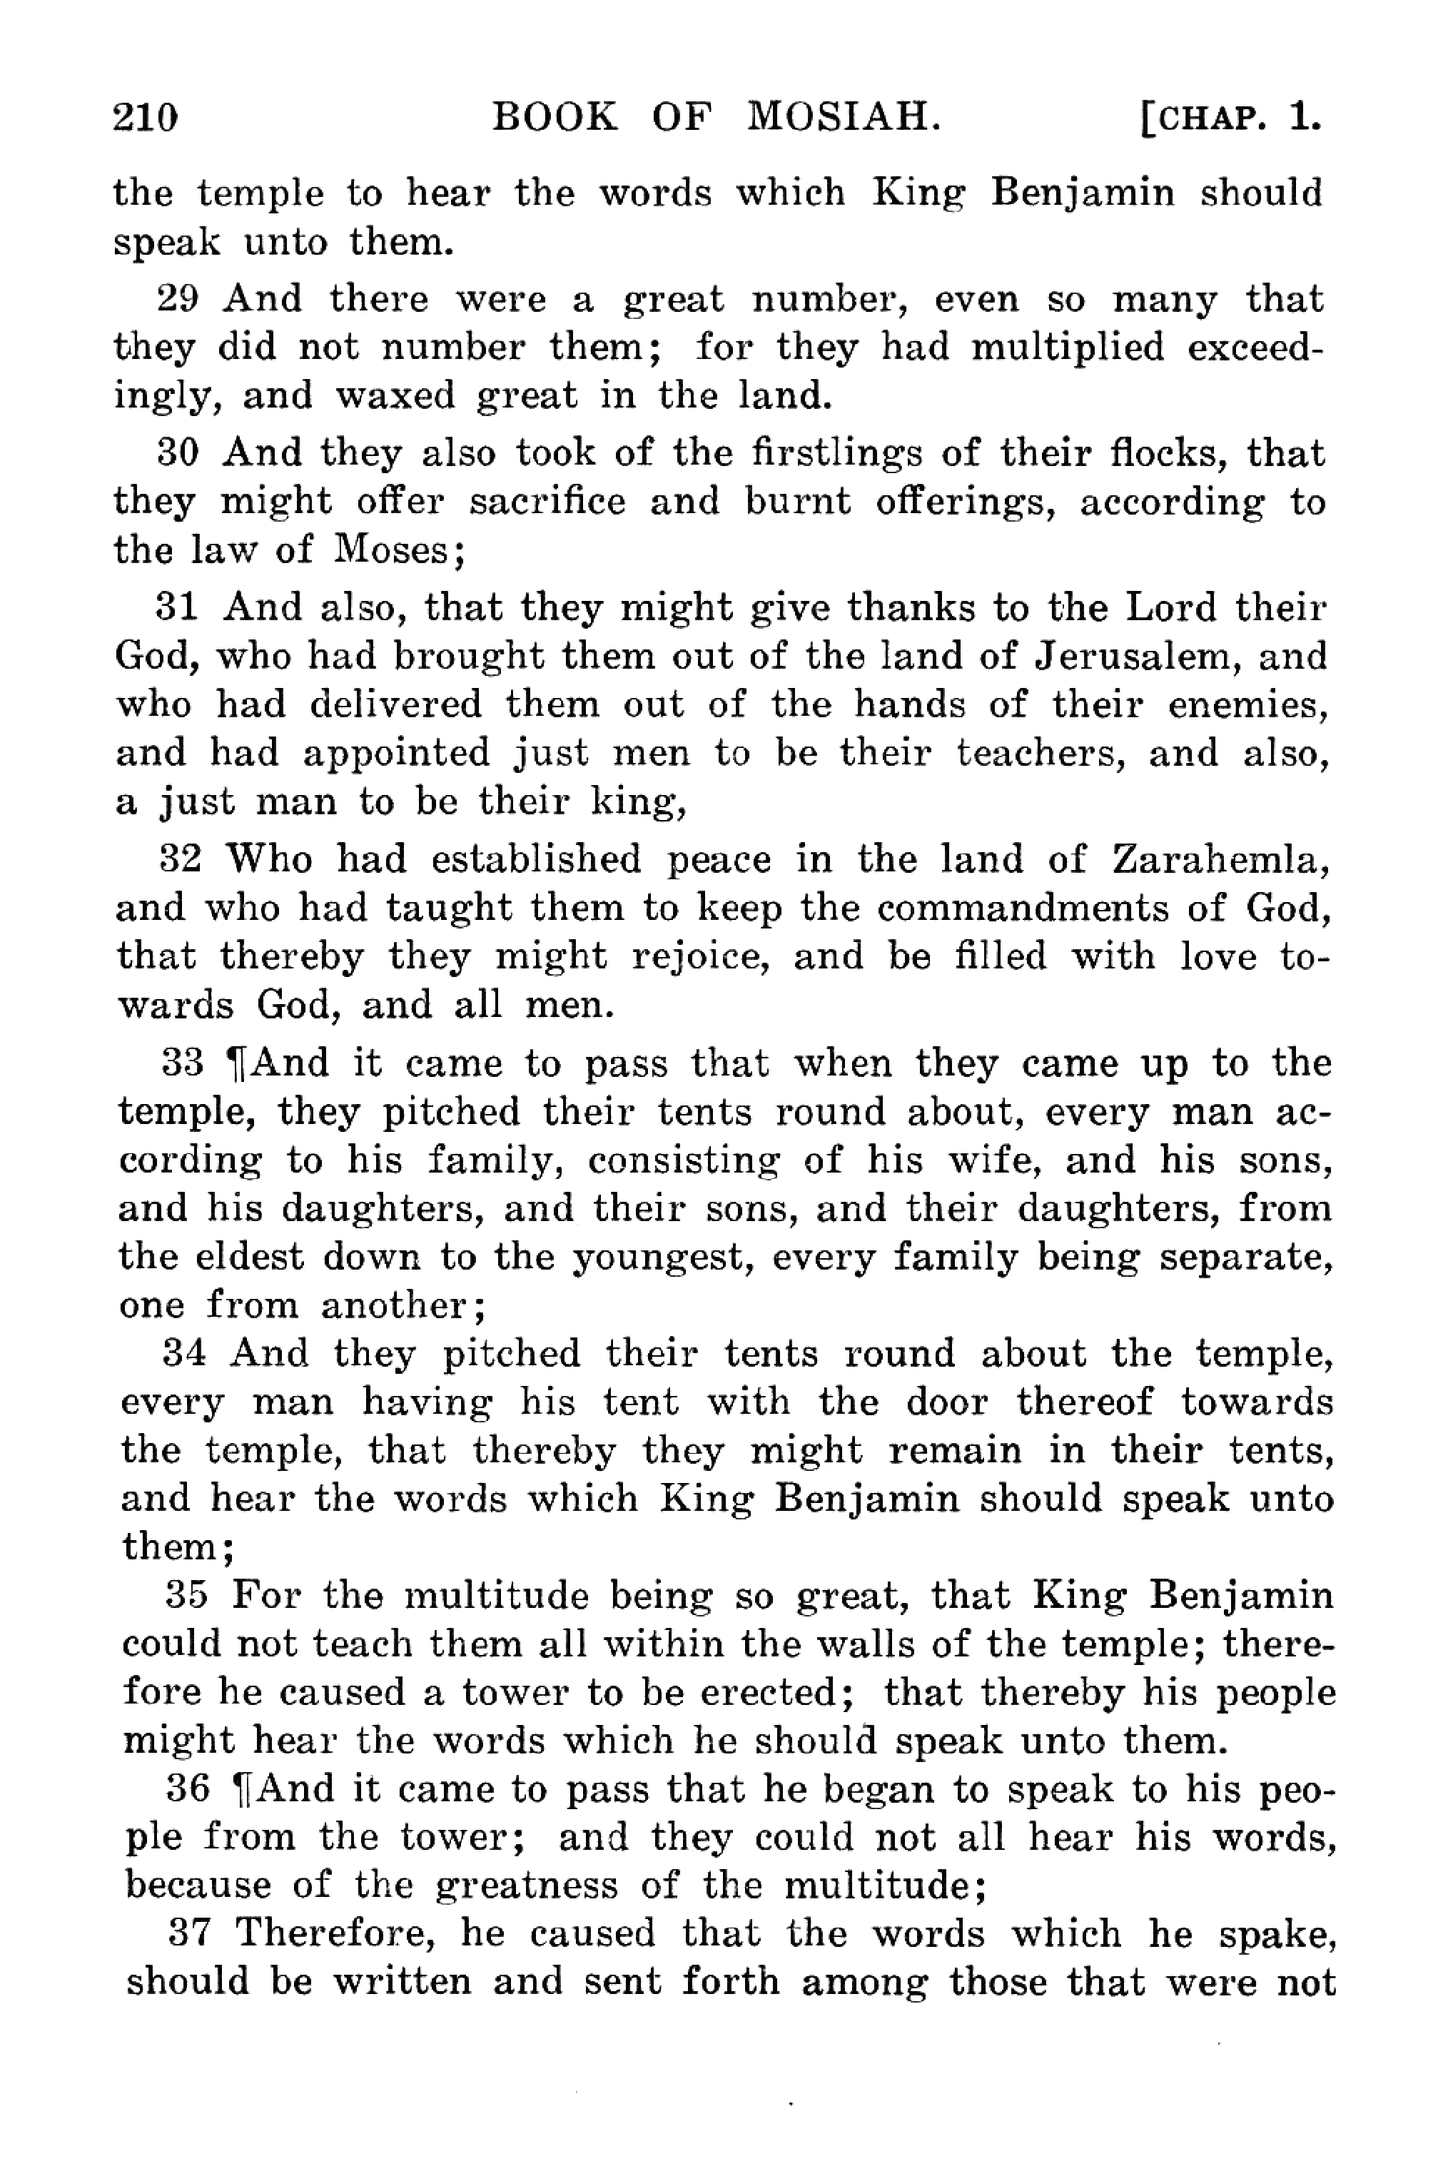 210 BOOK OF MOSIAH. [CHAP. 1.
the temple to hear the words which King Benjamin should
speak unto them.
29 And there were a great number, even so many that
they did not number them; for they had multiplied exceed-
ingly, and waxed great in the land.
30 And they also took of the firstlings of their flocks, that
they might offer sacrifice and burnt offerings, according to
the law of Moses;
31 And also, that they might give thanks to the Lord their
God, who had brought them out of the land of Jerusalem, and
who had delivered them out of the hands of their enemies,
and had appointed just men to be their teachers, and also,
a just man to be their king,
32 Who had established peace in the land of Zarahemla,
and who had taught them to keep the commandments of God,
that thereby they might rejoice, and be filled with love to-
wards God, and all men.
33 ¶And it came to pass that when they came up to the
temple, they pitched their tents round about, every man ac-
cording to his family, consisting of his wife, and his sons,
and his daughters, and their sons, and their daughters, from
the eldest down to the youngest, every family being separate,
one from another;
34 And they pitched their tents round about the temple,
every man having his tent with the door thereof towards
the temple, that thereby they might remain in their tents,
and hear the words which King Benjamin should speak unto
them;
35 For the multitude being so great, that King Benjamin
could not teach them all within the walls of the temple; there-
fore he caused a tower to be erected; that thereby his people
might hear the words which he should speak unto them.
36 ¶And it came to pass that he began to speak to his peo-
ple from the tower; and they could not all hear his words,
because of the greatness of the multitude;
37 Therefore, he caused that the words which he spake,
should be written and sent forth among those that were not